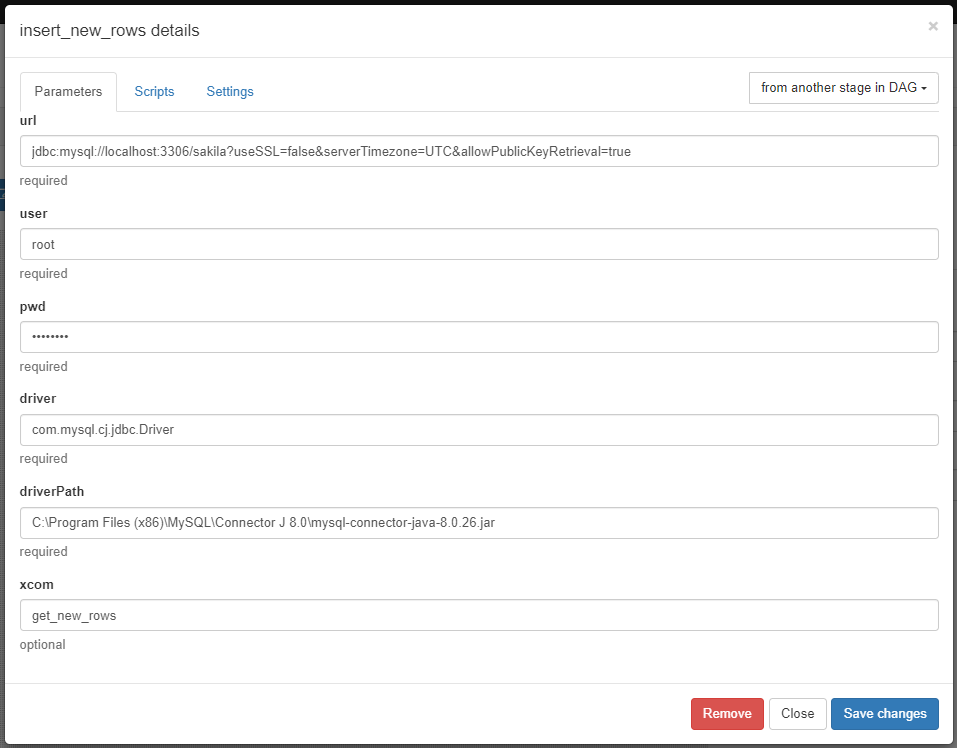 insert_new_rows details
×
Parameters
Scripts
Settings
from another stage in DAG
url
jdbc:mysql://localhost:3306/sakila?useSSL=false&serverTimezone=UTC&allowPublicKeyRetrieval=true
required
user
root
required
pwd
••••••••
required
driver
com.mysql.cj.jdbc.Driver
required
driverPath
C:\Program Files (x86)\MySQL\Connector J 8.0\mysql-connector-java-8.0.26.jar
required
xcom
get_new_rows
optional
Remove
Close
Save changes